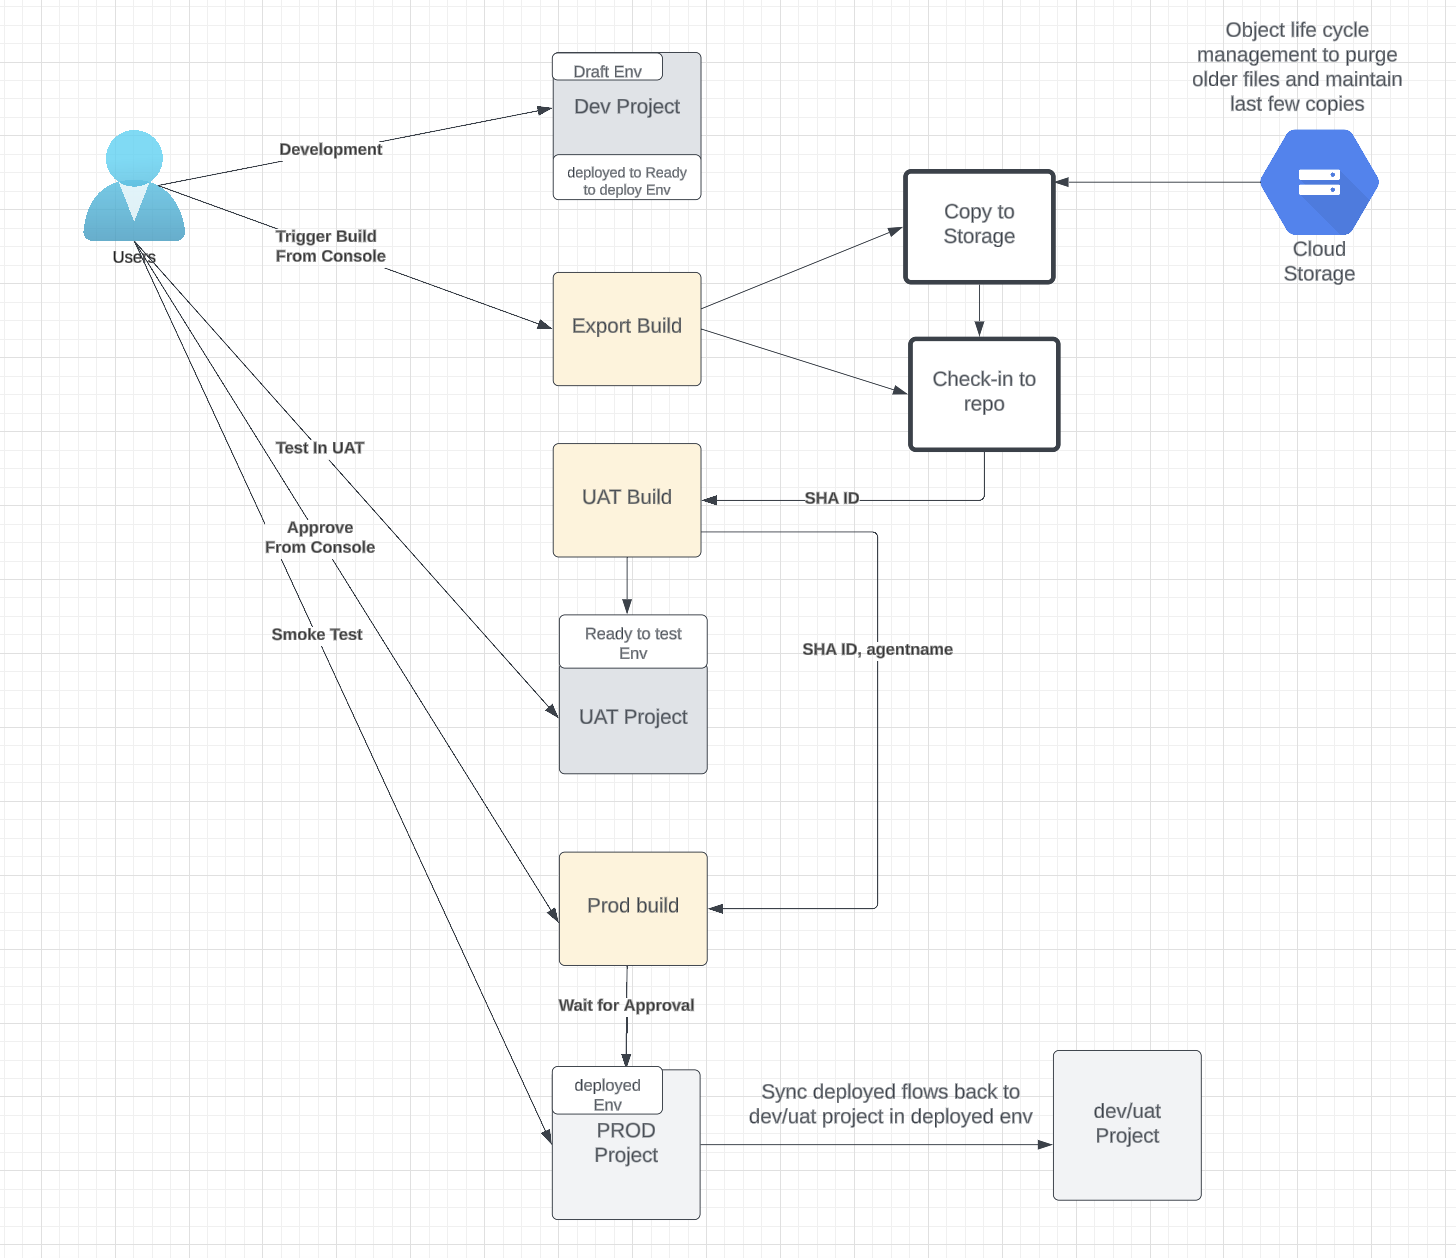 Object life cycle
management to purge
older files and maintain
last few copies
Draft Env
Dev Project
deployed to Ready
to deploy Env
Development
Users
Trigger Build
From Console
Export Build
Copy to
Storage
Cloud
Storage
Check-in to
repo
Test In UAT
UAT Build
SHA ID
Approve
From Console
Smoke Test
Ready to test
Env
UAT Project
SHA ID, agentname
Prod build
Wait for Approval
deployed
Env
PROD
Project
Sync deployed flows back to
dev/uat project in deployed env
dev/uat
Project